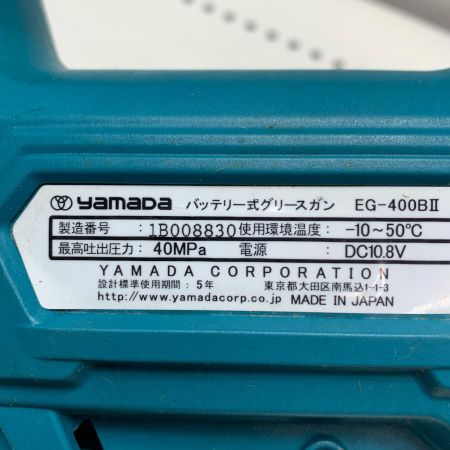 yamada バッテリー式グリースガン EG-400BⅡ
製造番号 : 1B008830 使用環境温度: -10~50℃
最高吐出圧力: 40MPa 電源 : DC10.8V
YAMADA CORPORATION
設計標準使用期間：5年 東京都大田区南馬込1-1-3
http://www.yamadacorp.co.jp MADE IN JAPAN